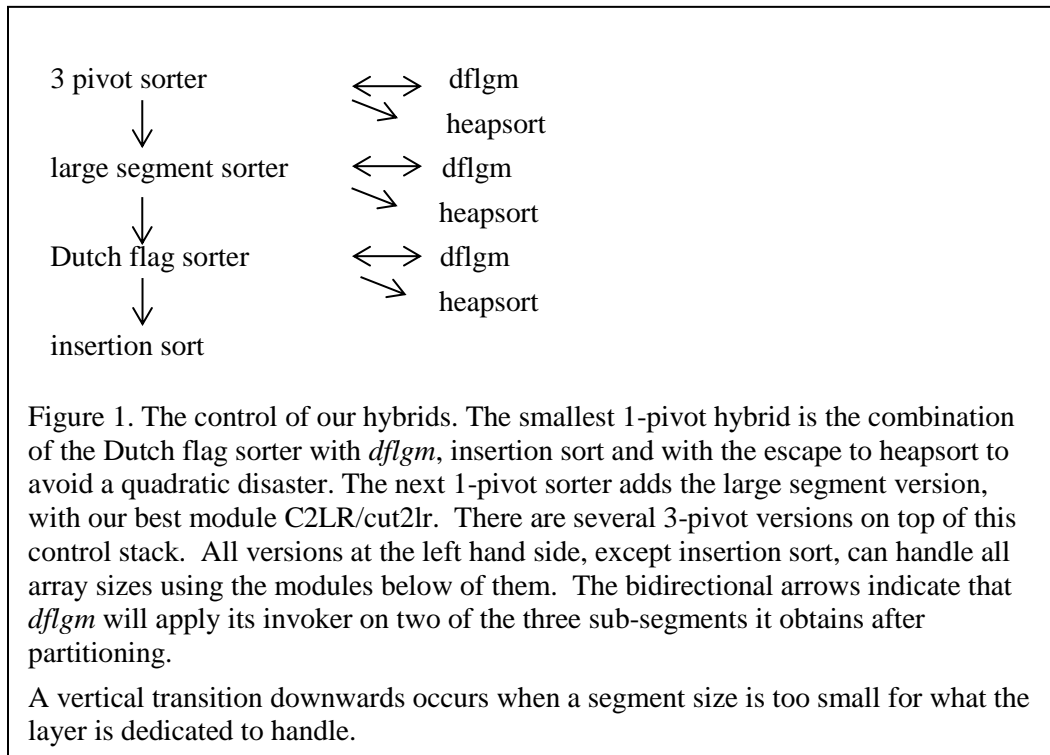 3 pivot sorter dflgm
heapsort
large segment sorter dflgm
heapsort
Dutch flag sorter dflgm
heapsort
insertion sort
Figure 1. The control of our hybrids. The smallest 1-pivot hybrid is the combination
of the Dutch flag sorter with dflgm, insertion sort and with the escape to heapsort to
avoid a quadratic disaster. The next 1-pivot sorter adds the large segment version,
with our best module C2LR/cut2lr. There are several 3-pivot versions on top of this
control stack. All versions at the left hand side, except insertion sort, can handle all
array sizes using the modules below of them. The bidirectional arrows indicate that
dflgm will apply its invoker on two of the three sub-segments it obtains after
partitioning.
A vertical transition downwards occurs when a segment size is too small for what the
layer is dedicated to handle.